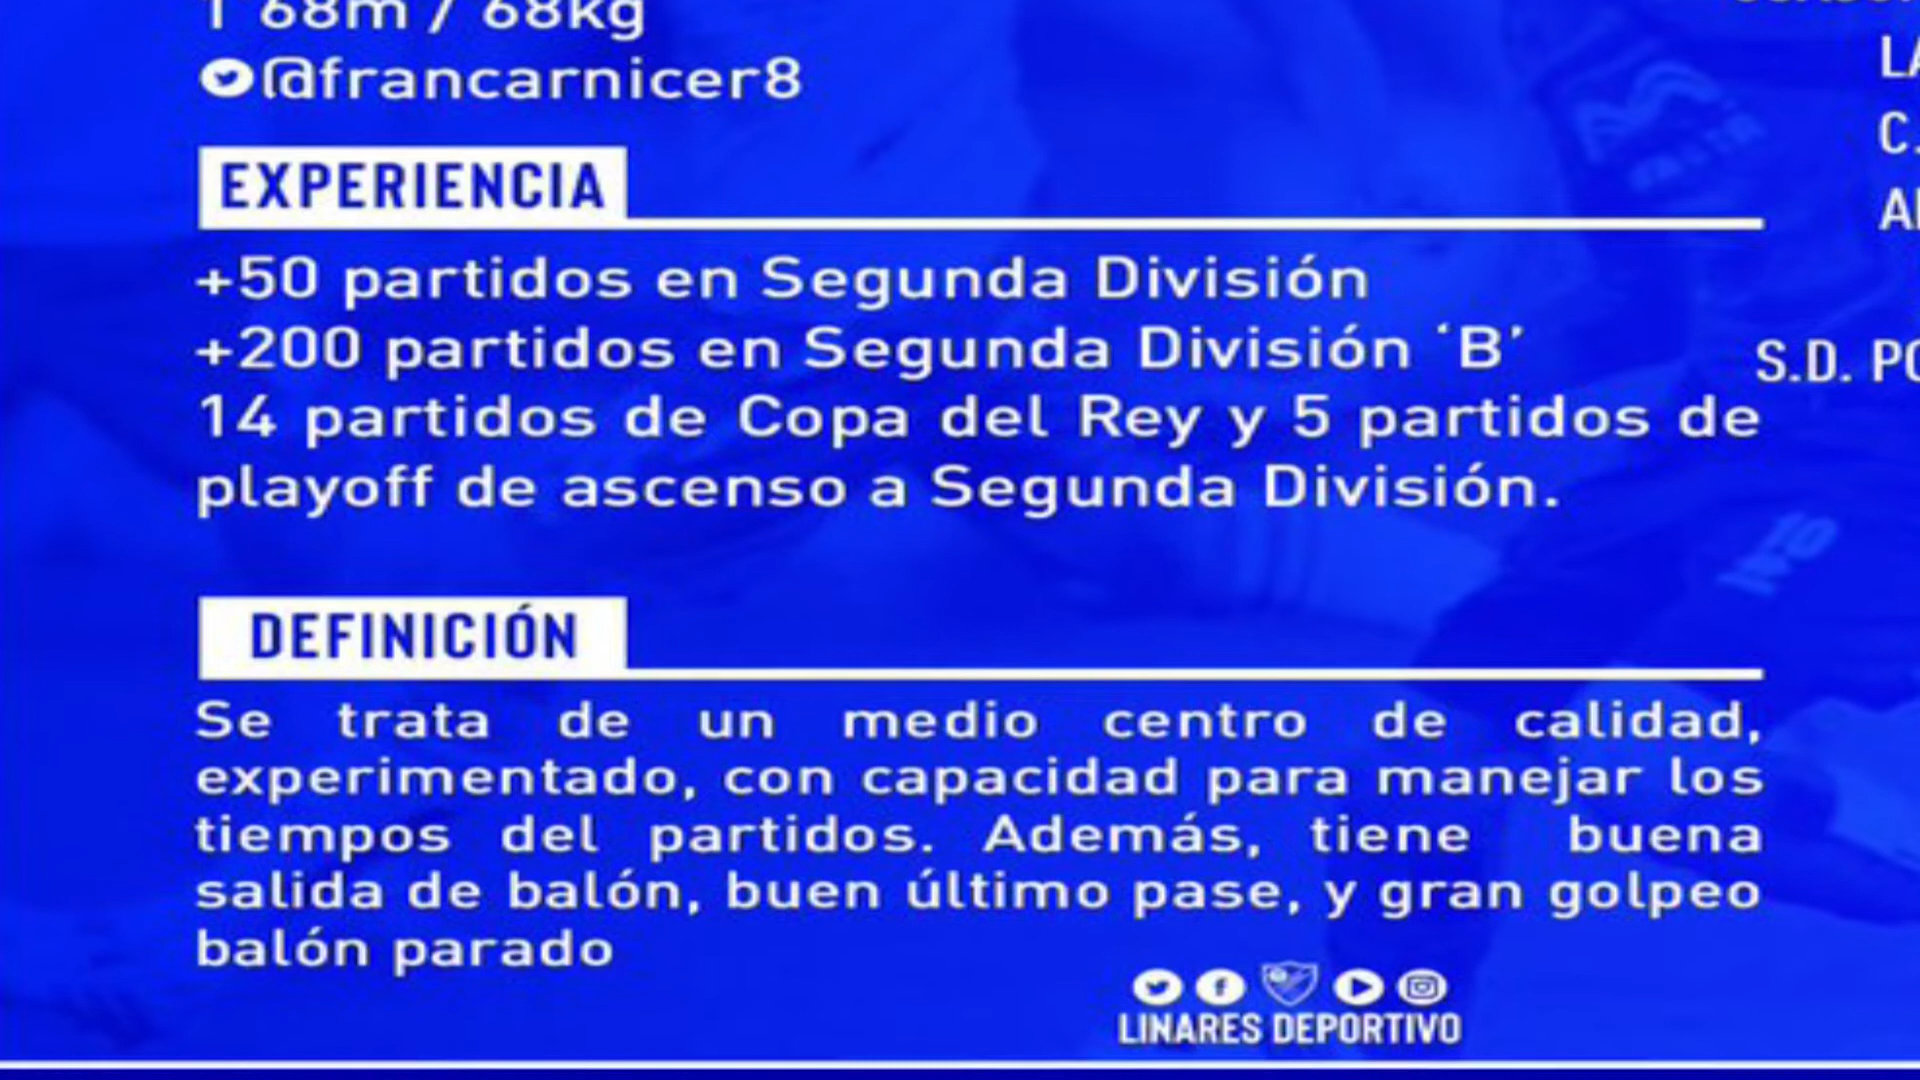 1'68m / 68kg
@francarnicer8
EXPERIENCIA
+50 partidos en Segunda División
+200 partidos en Segunda División ‘B’
14 partidos de Copa del Rey y 5 partidos de
playoff de ascenso a Segunda División.
DEFINICIÓN
Se trata de un medio centro de calidad,
experimentado, con capacidad para manejar los
tiempos del partidos. Además, tiene buena
salida de balón, buen último pase, y gran golpeo
balón parado
C.
S.D.
LINARES DEPORTIVO